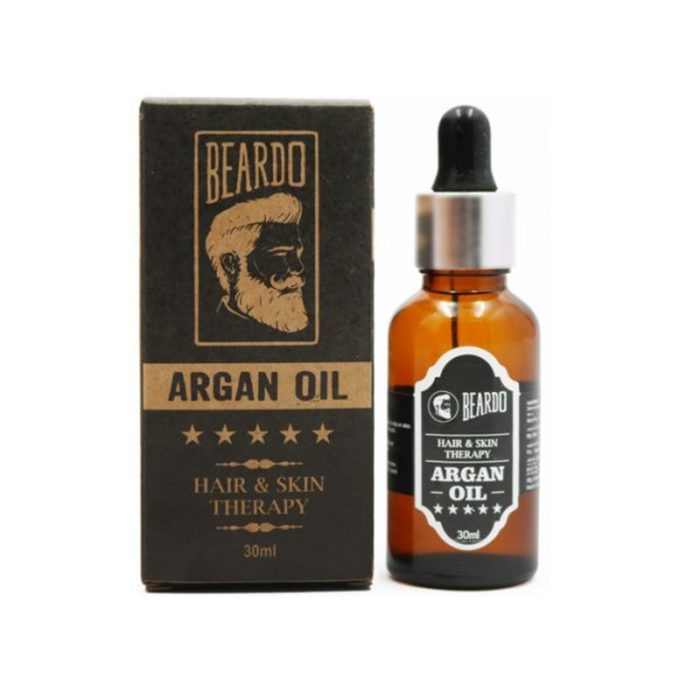 BEARDO
ARGAN OIL
HAIR & SKIN
THERAPY
30ml
BEARDO
HAIR & SKIN
THERAPY
ARGAN
OIL
30ml